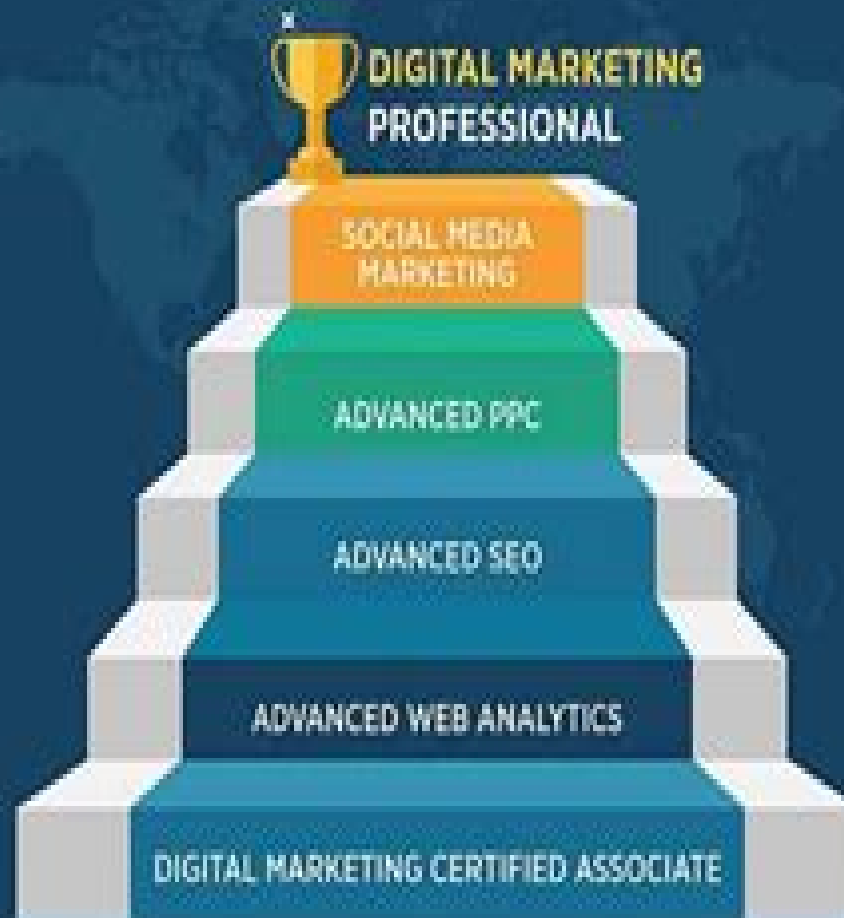 DIGITAL MARKETING
PROFESSIONAL
SOCIAL MEDIA
MARKETING
ADVANCED PPC
ADVANCED SEO
ADVANCED WEB ANALYTICS
DIGITAL MARKETING CERTIFIED ASSOCIATE